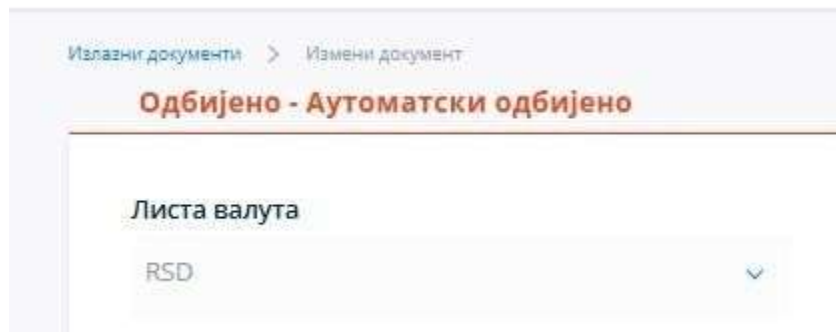 Излазни документи > Измени документ
Одбијено - Аутоматски одбијено
Листа валута
RSD